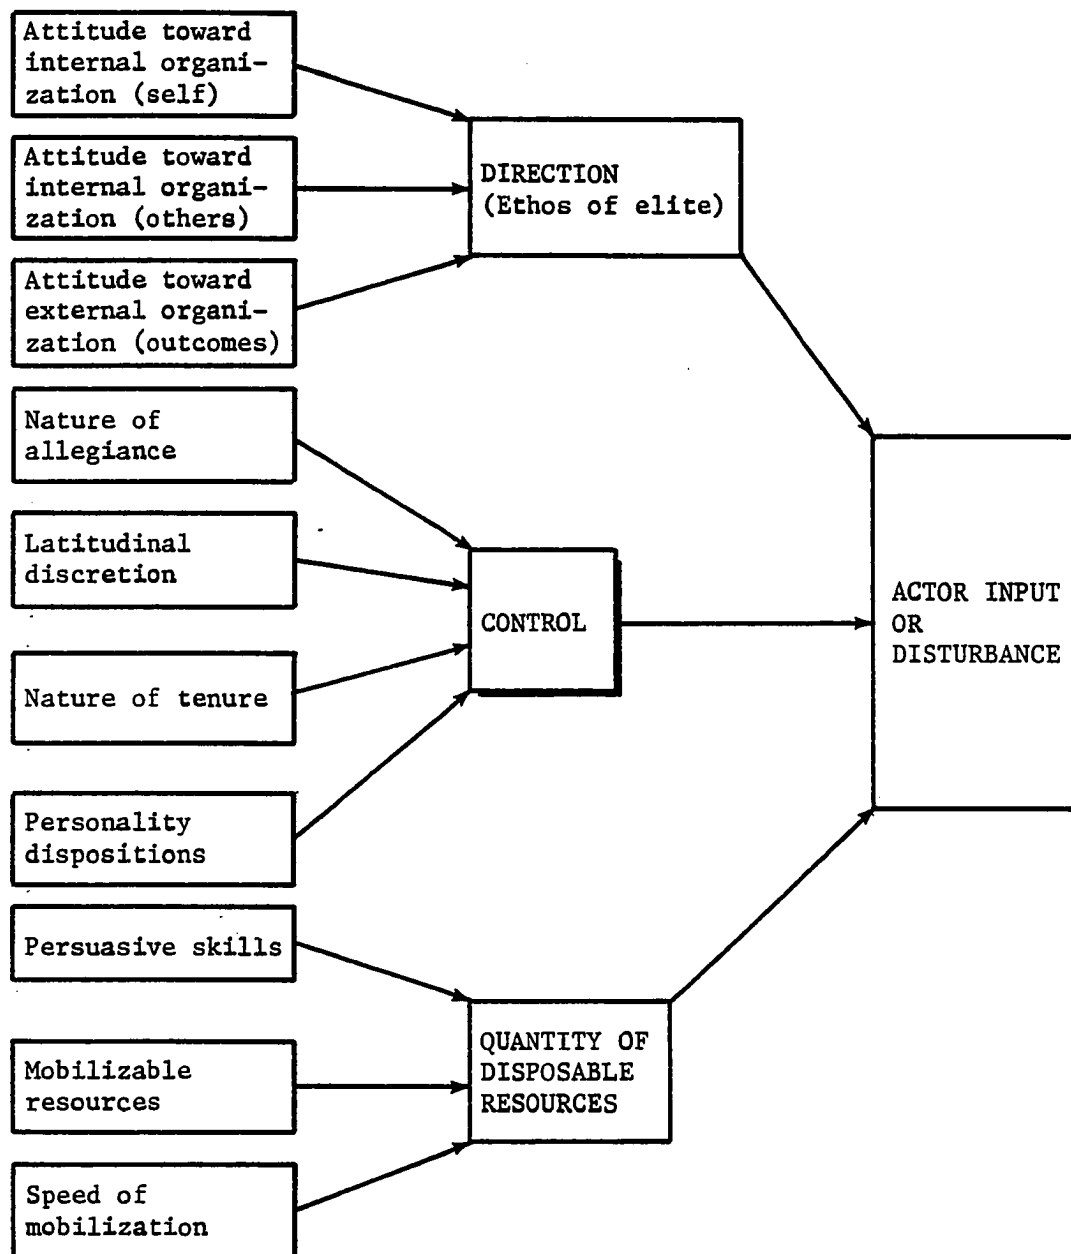 Attitude toward
internal organi-
zation (self)
Attitude toward
internal organi-
zation (others)
Attitude toward
external organi-
zation (outcomes)
Nature of
allegiance
Latitudinal
discretion
Nature of tenure
Personality
dispositions
Persuasive skills
Mobilizable
resources
Speed of
mobilization
DIRECTION
(Ethos of elite)
CONTROL
QUANTITY OF
DISPOSABLE
RESOURCES
ACTOR INPUT
OR
DISTURBANCE